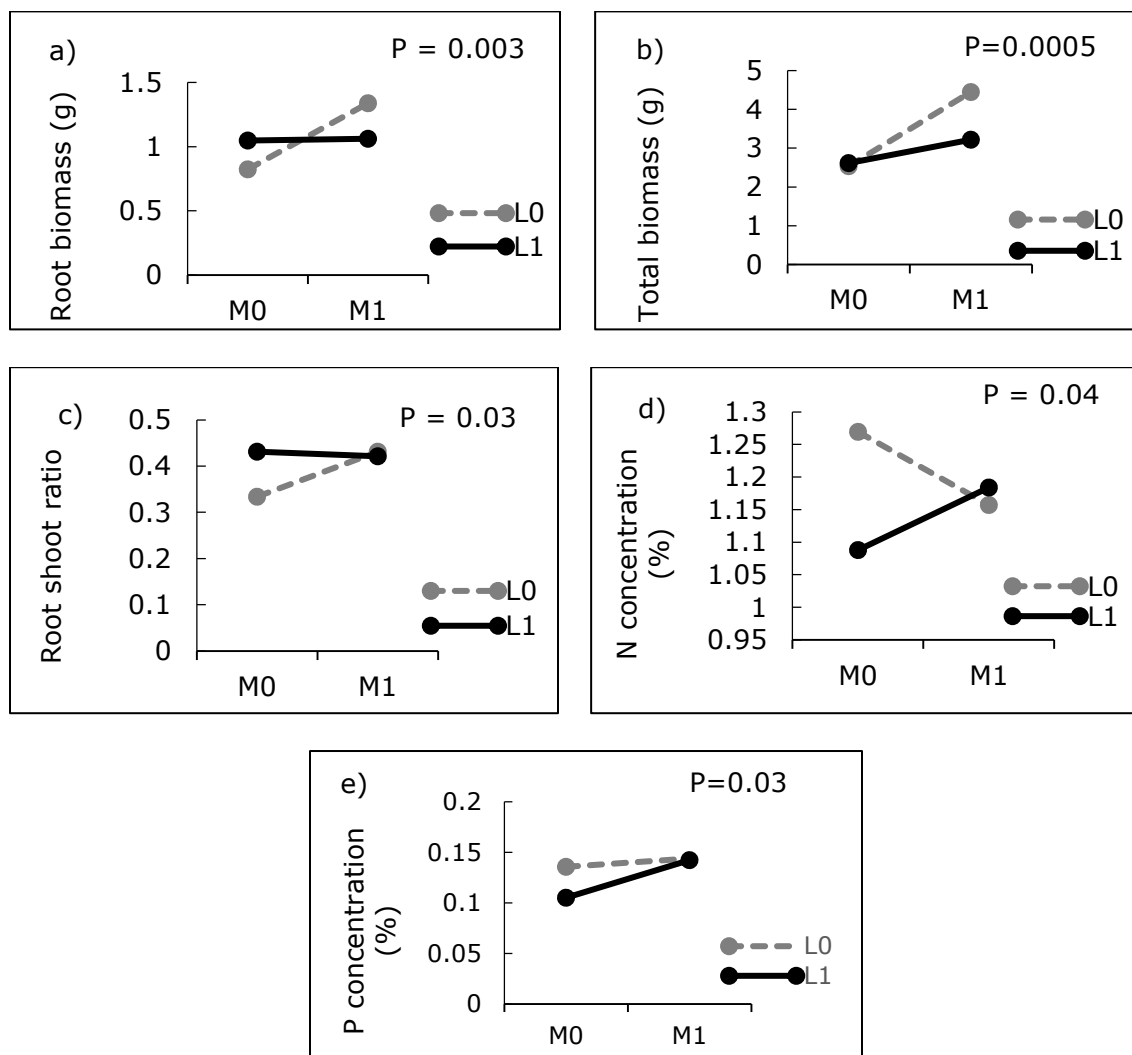 a)
P = 0.003
Root biomass (g)
1.5
1
0.5
0
M0
M1
L0
L1
b)
P=0.0005
Total biomass (g)
5
4
3
2
1
0
M0
M1
L0
L1
c)
P = 0.03
Root shoot ratio
0.5
0.4
0.3
0.2
0.1
0
M0
M1
L0
L1
d)
P = 0.04
N concentration
(%)
1.3
1.25
1.2
1.15
1.1
1.05
1
0.95
M0
M1
L0
L1
e)
P=0.03
P concentration
(%)
0.2
0.15
0.1
0.05
0
M0
M1
L0
L1